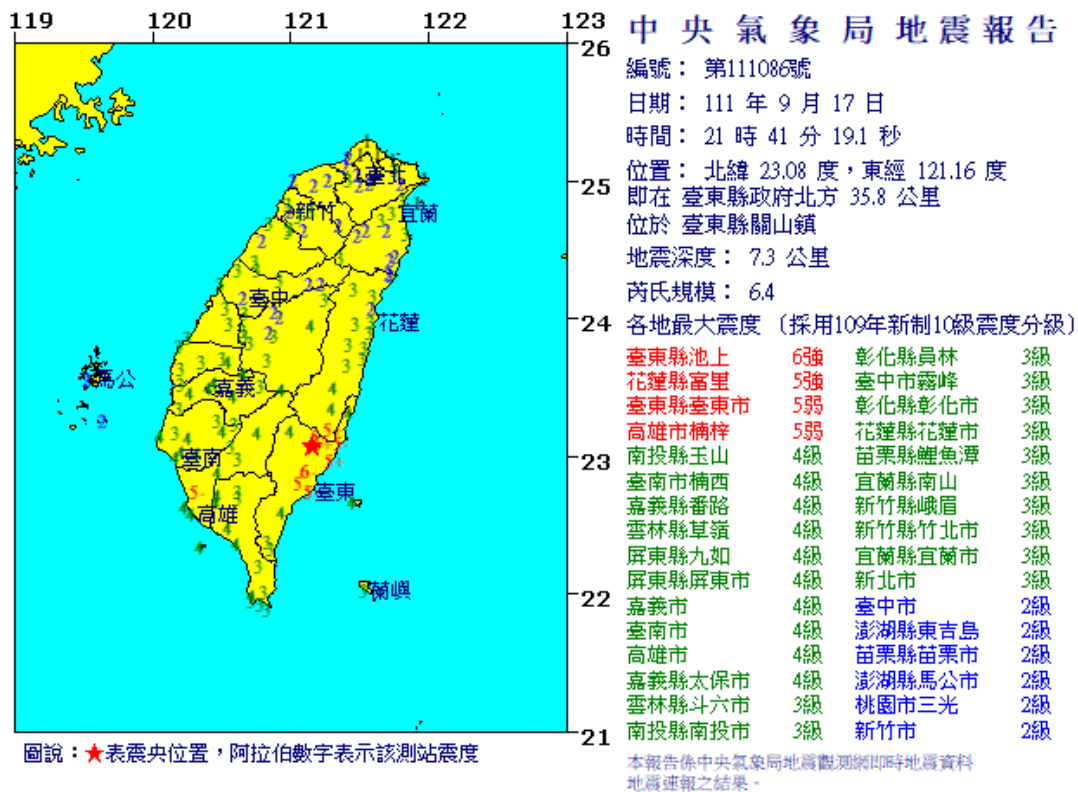 119 120 121 122 123
26
25
24
23
22
21
臺北
新竹
宜蘭
臺中
花蓮
馬公
嘉義
臺南
臺東
高雄
蘭嶼
圖說：★表震央位置，阿拉伯數字表示該測站震度
中央氣象局地震報告
編號： 第111086號
日期： 111 年 9 月 17 日
時間： 21 時 41 分 19.1 秒
位置： 北緯 23.08 度，東經 121.16 度
即在 臺東縣政府北方 35.8 公里
位於 臺東縣關山鎮
地震深度： 7.3 公里
芮氏規模： 6.4
各地最大震度 （採用109年新制10級震度分級）
臺東縣池上 6強 彰化縣員林 3級
花蓮縣富里 5強 臺中市霧峰 3級
臺東縣臺東市 5弱 彰化縣彰化市 3級
高雄市楠梓 5弱 花蓮縣花蓮市 3級
南投縣玉山 4級 苗栗縣鯉魚潭 3級
臺南市楠西 4級 宜蘭縣南山 3級
嘉義縣番路 4級 新竹縣峨眉 3級
雲林縣草嶺 4級 新竹縣竹北市 3級
屏東縣九如 4級 宜蘭縣宜蘭市 3級
屏東縣屏東市 4級 新北市 3級
嘉義市 4級 臺中市 2級
臺南市 4級 澎湖縣東吉島 2級
高雄市 4級 苗栗縣苗栗市 2級
嘉義縣太保市 4級 澎湖縣馬公市 2級
雲林縣斗六市 3級 桃園市三光 2級
南投縣南投市 3級 新竹市 2級
本報告係中央氣象局地震觀測網即時地震資料
地震速報之結果。